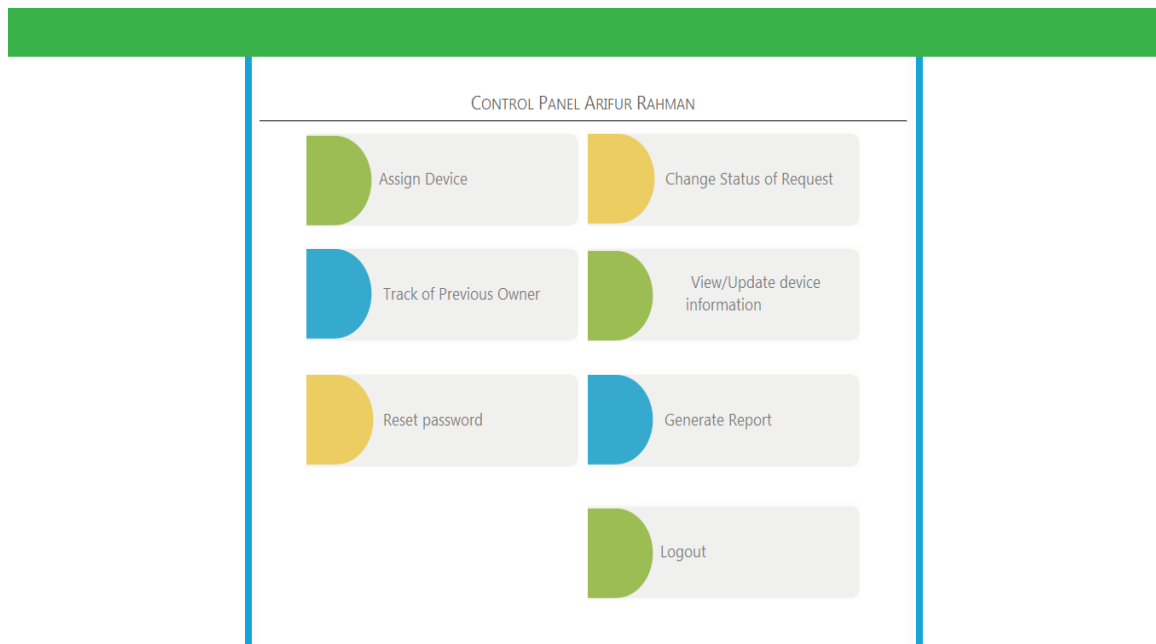 CONTROL PANEL ARIFUR RAHMAN
Assign Device
Change Status of Request
Track of Previous Owner
View/Update device
information
Reset password
Generate Report
Logout